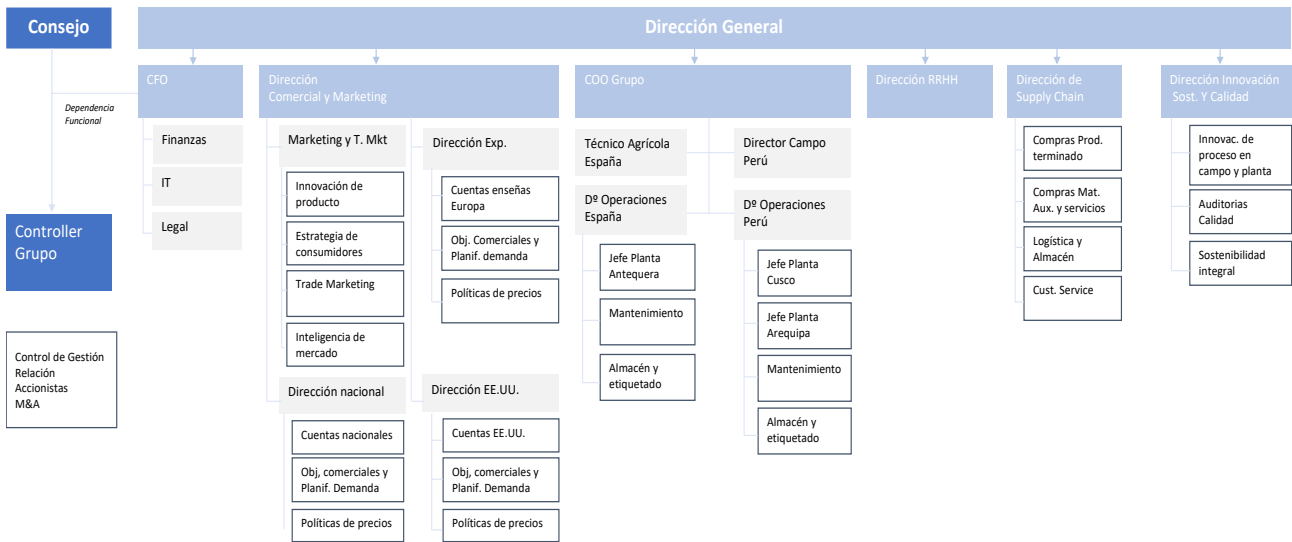 Consejo
Dirección General
CFO
Dirección
Comercial y Marketing
COO Grupo
Dirección RRHH
Dirección de
Supply Chain
Dirección Innovación
Sost. Y Calidad
Dependencia
Funcional
Controller
Grupo
Control de Gestión
Relación
Accionistas
M&A
Finanzas
IT
Legal
Marketing y T. Mkt
Innovación de
producto
Estrategia de
consumidores
Trade Marketing
Inteligencia de
mercado
Dirección nacional
Cuentas nacionales
Obj, comerciales y
Planif. Demanda
Políticas de precios
Dirección Exp.
Cuentas enseñas
Europa
Obj. Comerciales y
Planif. demanda
Políticas de precios
Dirección EE.UU.
Cuentas EE.UU.
Obj, comerciales y
Planif. Demanda
Políticas de precios
Técnico Agrícola
España
Dº Operaciones
España
Jefe Planta
Antequera
Mantenimiento
Almacén y
etiquetado
Director Campo
Perú
Dº Operaciones
Perú
Jefe Planta
Cusco
Jefe Planta
Arequipa
Mantenimiento
Almacén y
etiquetado
Compras Prod.
terminado
Compras Mat.
Aux. y servicios
Logística y
Almacén
Cust. Service
Innovac. de
proceso en
campo y planta
Auditorias
Calidad
Sostenibilidad
integral